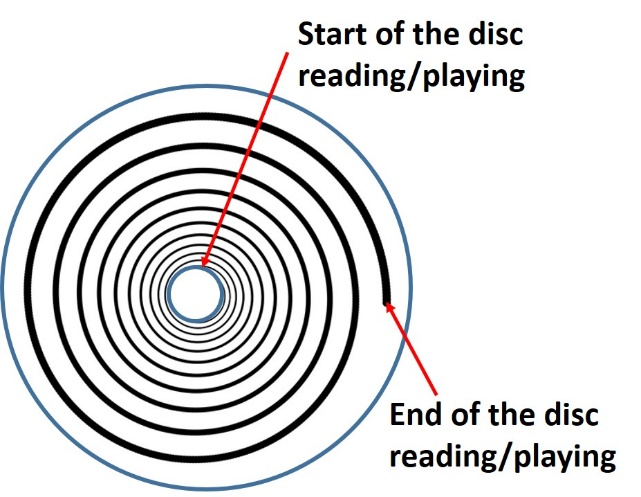 Start of the disc
reading/playing
End of the disc
reading/playing